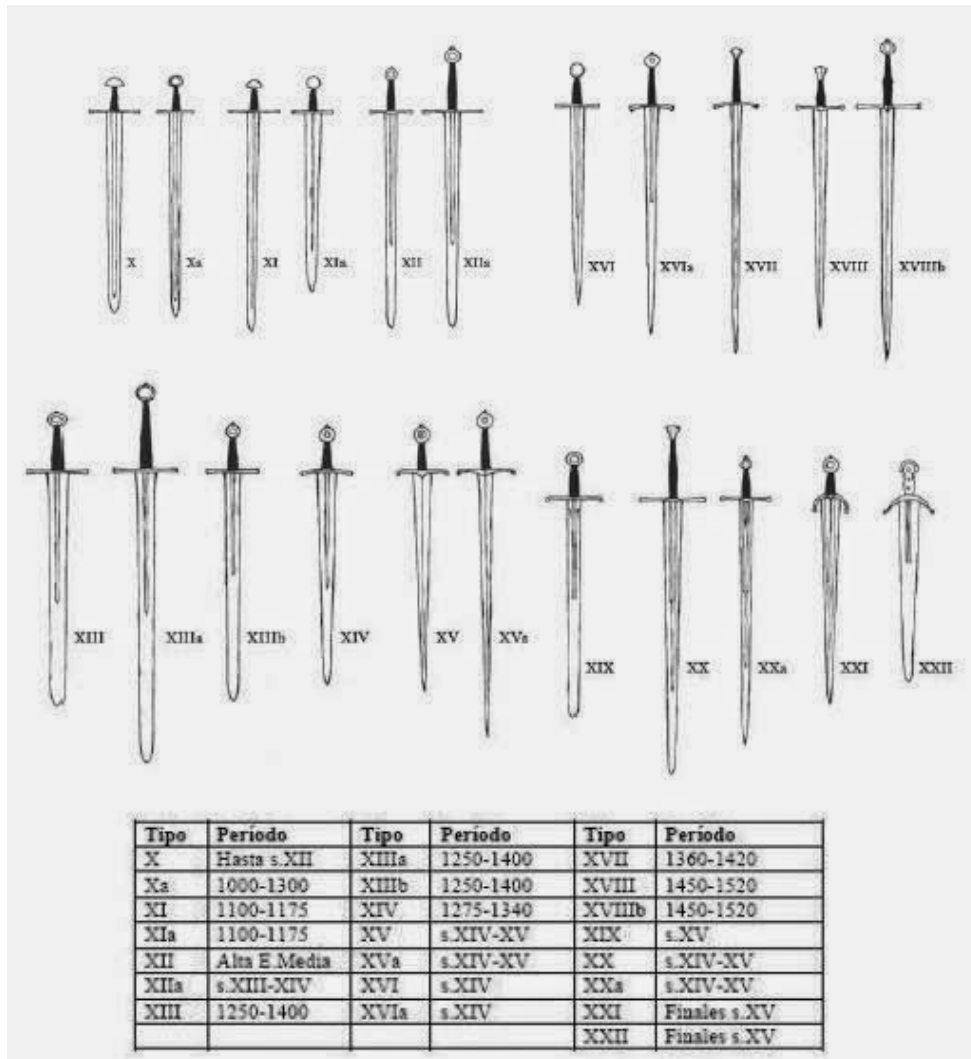 X Xa XI XIa XII XIIa XVI XVIa XVII XVIII XVIIIb
XIII XIIIa XIIIb XIV XV XVa XIX XX XXa XXI XXII
Tipo Período Tipo Período Tipo Período
X Hasta s.XII XIIIa 1250-1400 XVII 1360-1420
Xa 1000-1300 XIIIb 1250-1400 XVIII 1450-1520
XI 1100-1175 XIV 1275-1340 XVIIIb 1450-1520
XIa 1100-1175 XV s.XIV-XV XIX s.XV
XII Alta E.Media XVa s.XIV-XV XX s.XIV-XV
XIIa s.XIII-XIV XVI s.XIV XXa s.XIV-XV
XIII 1250-1400 XVIa s.XIV XXI Finales s.XV
XXII Finales s.XV